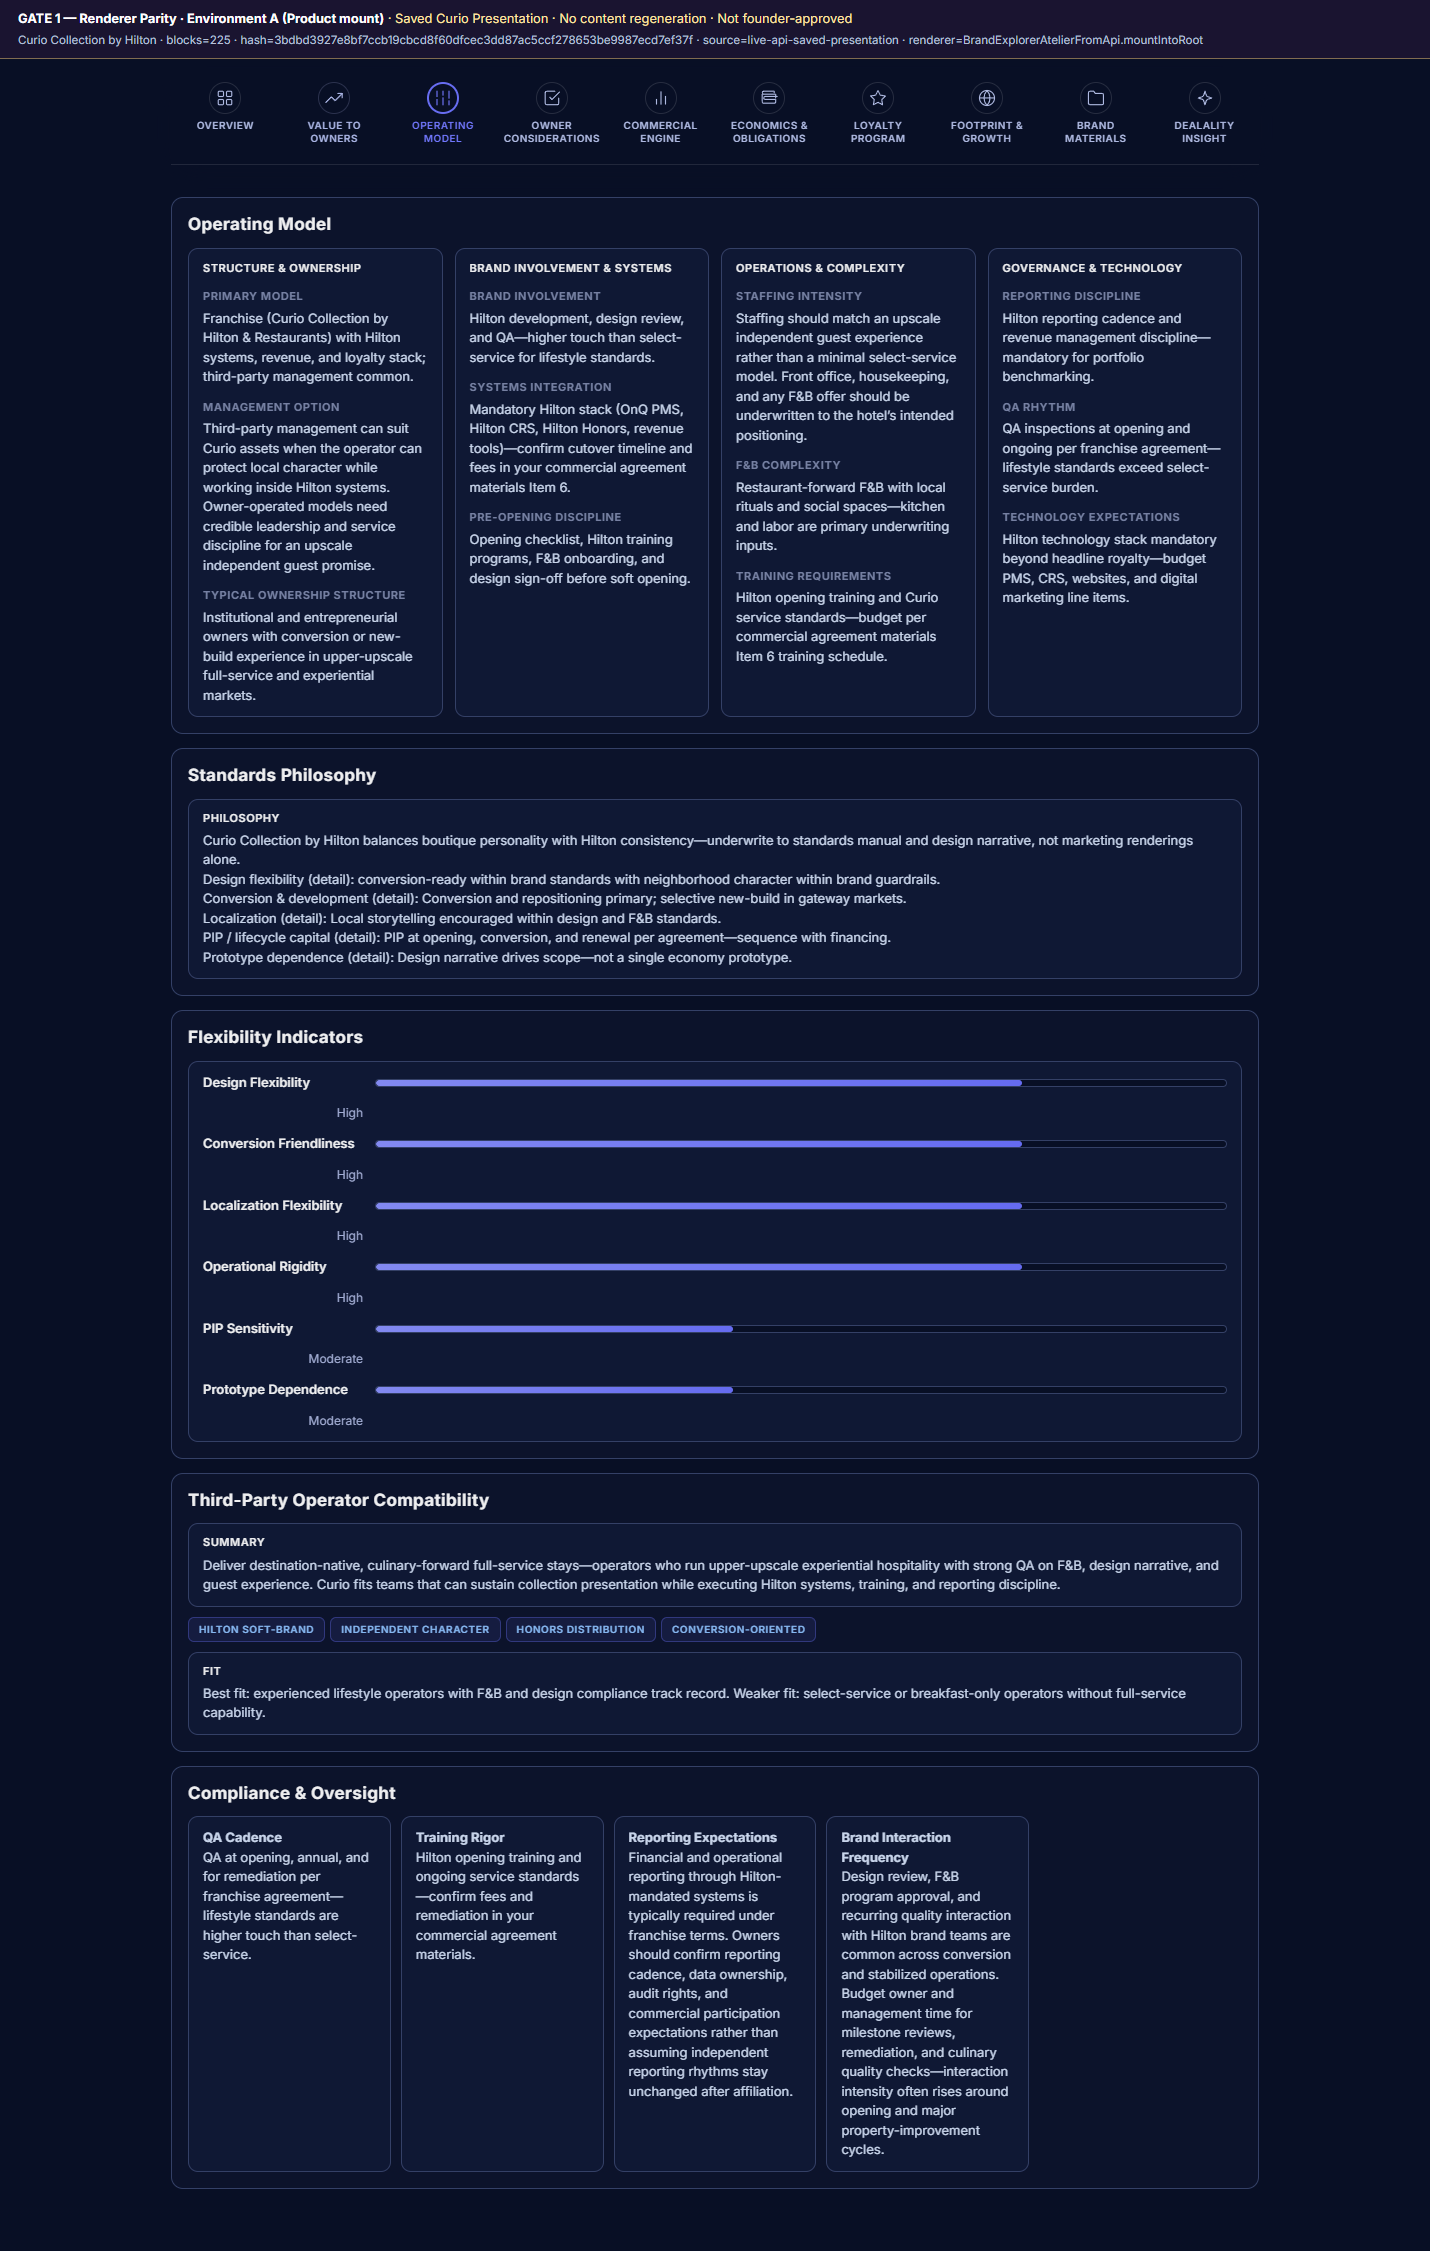 GATE 1 — Renderer Parity · Environment A (Product mount) · Saved Curio Presentation · No content regeneration · Not founder-approved
Curio Collection by Hilton · blocks=225 · hash=3bdbd3927e8bf7ccb19cbcd8f60dfcec3dd87ac5ccf278653be9987ecd7ef37f · source=live-api-saved-presentation · renderer=BrandExplorerAtelierFromApi.mountIntoRoot
OVERVIEW
VALUE TO
OWNERS
OPERATING
MODEL
OWNER
CONSIDERATIONS
COMMERCIAL
ENGINE
ECONOMICS &
OBLIGATIONS
LOYALTY
PROGRAM
FOOTPRINT &
GROWTH
BRAND
MATERIALS
DEALALITY
INSIGHT
Operating Model
STRUCTURE & OWNERSHIP
PRIMARY MODEL
Franchise (Curio Collection by
Hilton & Restaurants) with Hilton
systems, revenue, and loyalty stack;
third-party management common.
MANAGEMENT OPTION
Third-party management can suit
Curio assets when the operator can
protect local character while
working inside Hilton systems.
Owner-operated models need
credible leadership and service
discipline for an upscale
independent guest promise.
TYPICAL OWNERSHIP STRUCTURE
Institutional and entrepreneurial
owners with conversion or new-
build experience in upper-upscale
full-service and experiential
markets.
BRAND INVOLVEMENT & SYSTEMS
BRAND INVOLVEMENT
Hilton development, design review,
and QA—higher touch than select-
service for lifestyle standards.
SYSTEMS INTEGRATION
Mandatory Hilton stack (OnQ PMS,
Hilton CRS, Hilton Honors, revenue
tools)—confirm cutover timeline and
fees in your commercial agreement
materials Item 6.
PRE-OPENING DISCIPLINE
Opening checklist, Hilton training
programs, F&B onboarding, and
design sign-off before soft opening.
OPERATIONS & COMPLEXITY
STAFFING INTENSITY
Staffing should match an upscale
independent guest experience
rather than a minimal select-service
model. Front office, housekeeping,
and any F&B offer should be
underwritten to the hotel's intended
positioning.
F&B COMPLEXITY
Restaurant-forward F&B with local
rituals and social spaces—kitchen
and labor are primary underwriting
inputs.
TRAINING REQUIREMENTS
Hilton opening training and Curio
service standards—budget per
commercial agreement materials
Item 6 training schedule.
GOVERNANCE & TECHNOLOGY
REPORTING DISCIPLINE
Hilton reporting cadence and
revenue management discipline—
mandatory for portfolio
benchmarking.
QA RHYTHM
QA inspections at opening and
ongoing per franchise agreement—
lifestyle standards exceed select-
service burden.
TECHNOLOGY EXPECTATIONS
Hilton technology stack mandatory
beyond headline royalty—budget
PMS, CRS, websites, and digital
marketing line items.
Standards Philosophy
PHILOSOPHY
Curio Collection by Hilton balances boutique personality with Hilton consistency—underwrite to standards manual and design narrative, not marketing renderings
alone.
Design flexibility (detail): conversion-ready within brand standards with neighborhood character within brand guardrails.
Conversion & development (detail): Conversion and repositioning primary; selective new-build in gateway markets.
Localization (detail): Local storytelling encouraged within design and F&B standards.
PIP / lifecycle capital (detail): PIP at opening, conversion, and renewal per agreement—sequence with financing.
Prototype dependence (detail): Design narrative drives scope—not a single economy prototype.
Flexibility Indicators
Design Flexibility
High
Conversion Friendliness
High
Localization Flexibility
High
Operational Rigidity
High
PIP Sensitivity
Moderate
Prototype Dependence
Moderate
Third-Party Operator Compatibility
SUMMARY
Deliver destination-native, culinary-forward full-service stays—operators who run upper-upscale experiential hospitality with strong QA on F&B, design narrative, and
guest experience. Curio fits teams that can sustain collection presentation while executing Hilton systems, training, and reporting discipline.
HILTON SOFT-BRAND
INDEPENDENT CHARACTER
HONORS DISTRIBUTION
CONVERSION-ORIENTED
FIT
Best fit: experienced lifestyle operators with F&B and design compliance track record. Weaker fit: select-service or breakfast-only operators without full-service
capability.
Compliance & Oversight
QA Cadence
QA at opening, annual, and
for remediation per
franchise agreement—
lifestyle standards are
higher touch than select-
service.
Training Rigor
Hilton opening training and
ongoing service standards
—confirm fees and
remediation in your
commercial agreement
materials.
Reporting Expectations
Financial and operational
reporting through Hilton-
mandated systems is
typically required under
franchise terms. Owners
should confirm reporting
cadence, data ownership,
audit rights, and
commercial participation
expectations rather than
assuming independent
reporting rhythms stay
unchanged after affiliation.
Brand Interaction
Frequency
Design review, F&B
program approval, and
recurring quality interaction
with Hilton brand teams are
common across conversion
and stabilized operations.
Budget owner and
management time for
milestone reviews,
remediation, and culinary
quality checks—interaction
intensity often rises around
opening and major
property-improvement
cycles.